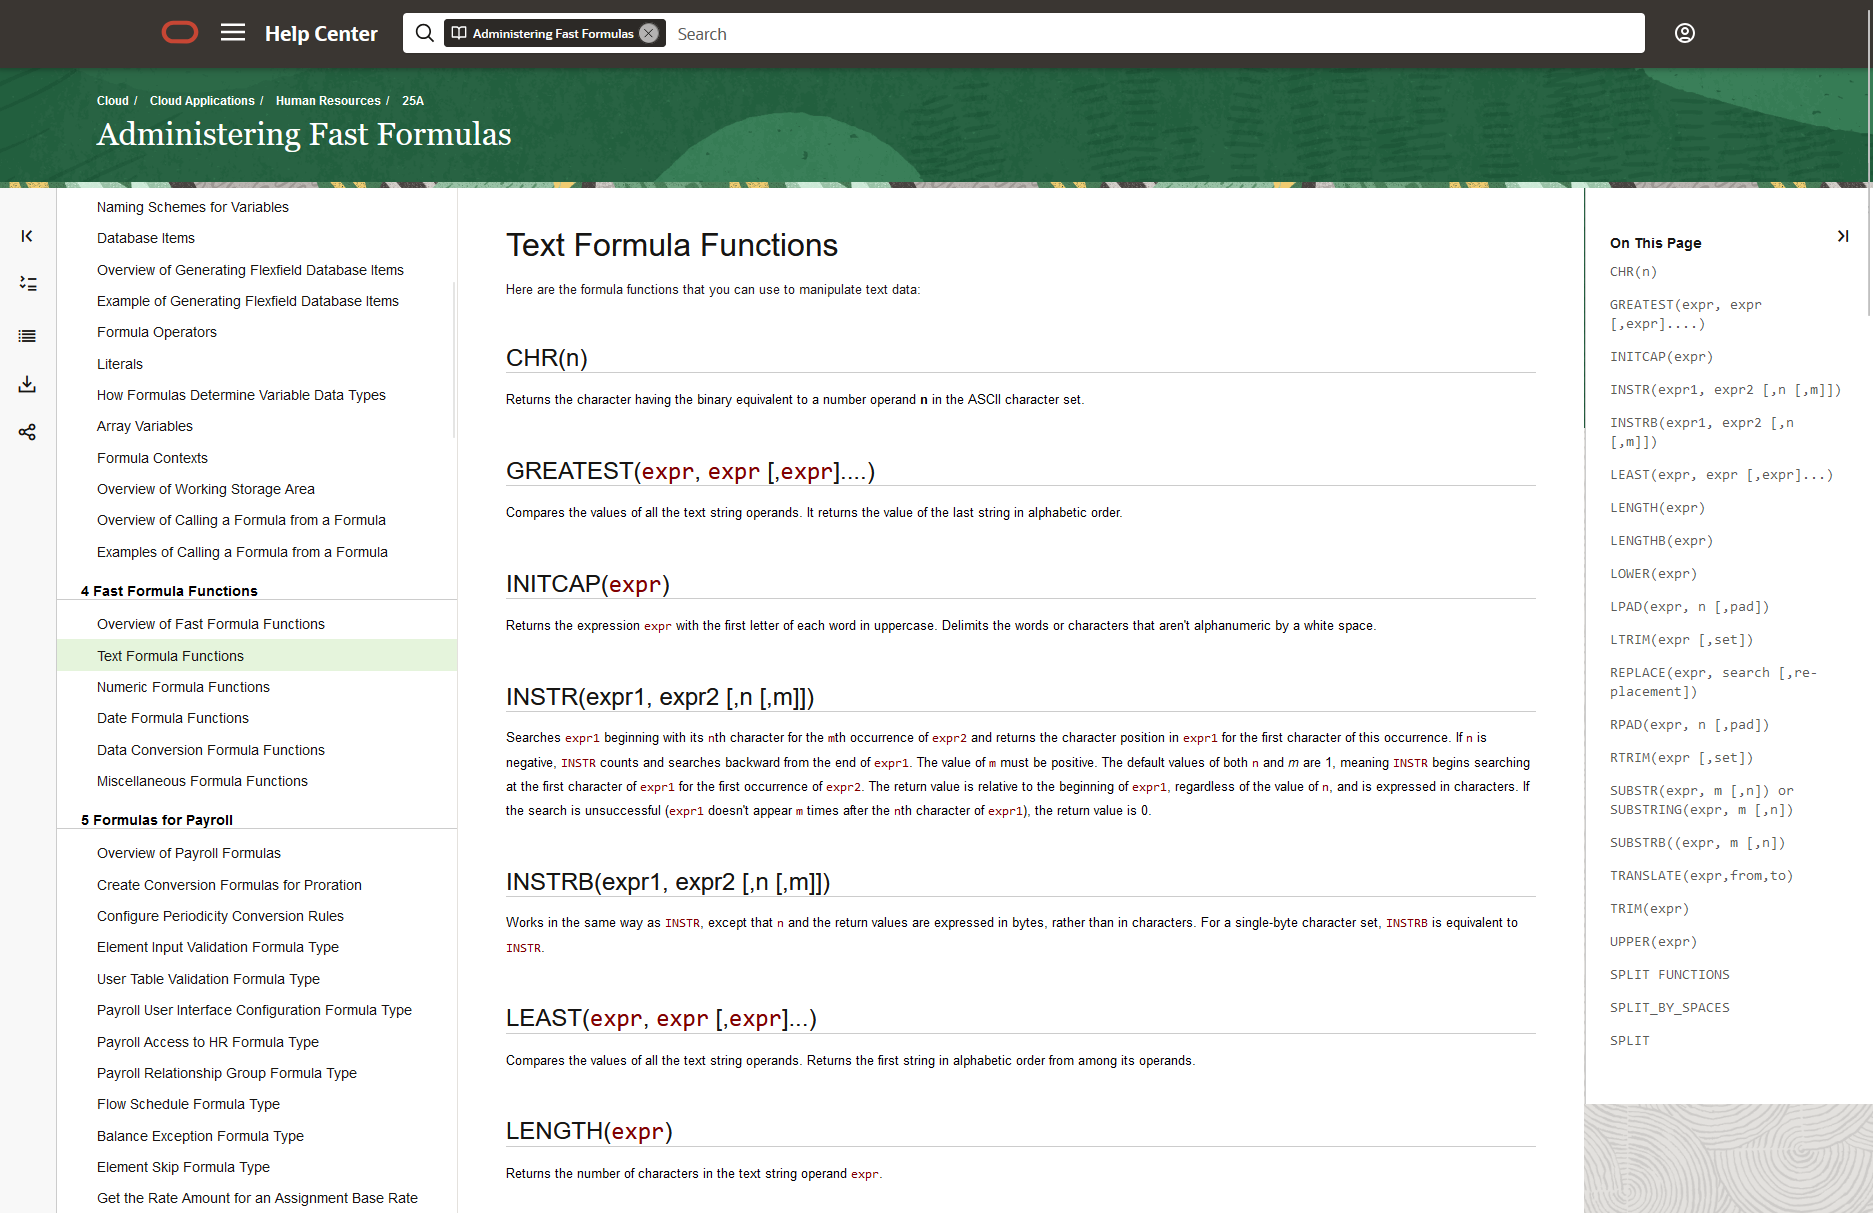 Help Center
Administering Fast Formulas
Search
Cloud / Cloud Applications / Human Resources / 25A
Administering Fast Formulas
Naming Schemes for Variables
Database Items
Overview of Generating Flexfield Database Items
Example of Generating Flexfield Database Items
Formula Operators
Literals
How Formulas Determine Variable Data Types
Array Variables
Formula Contexts
Overview of Working Storage Area
Overview of Calling a Formula from a Formula
Examples of Calling a Formula from a Formula
4 Fast Formula Functions
Overview of Fast Formula Functions
Text Formula Functions
Numeric Formula Functions
Date Formula Functions
Data Conversion Formula Functions
Miscellaneous Formula Functions
5 Formulas for Payroll
Overview of Payroll Formulas
Create Conversion Formulas for Proration
Configure Periodicity Conversion Rules
Element Input Validation Formula Type
User Table Validation Formula Type
Payroll User Interface Configuration Formula Type
Payroll Access to HR Formula Type
Payroll Relationship Group Formula Type
Flow Schedule Formula Type
Balance Exception Formula Type
Element Skip Formula Type
Get the Rate Amount for an Assignment Base Rate
Text Formula Functions
Here are the formula functions that you can use to manipulate text data:
CHR(n)
Returns the character having the binary equivalent to a number operand n in the ASCII character set.
GREATEST(expr, expr [,expr]....)
Compares the values of all the text string operands. It returns the value of the last string in alphabetic order.
INITCAP(expr)
Returns the expression expr with the first letter of each word in uppercase. Delimits the words or characters that aren't alphanumeric by a white space.
INSTR(expr1, expr2 [,n [,m]])
Searches expr1 beginning with its nth character for the mth occurrence of expr2 and returns the character position in expr1 for the first character of this occurrence. If n is
negative, INSTR counts and searches backward from the end of expr1. The value of m must be positive. The default values of both n and m are 1, meaning INSTR begins searching
at the first character of expr1 for the first occurrence of expr2. The return value is relative to the beginning of expr1, regardless of the value of n, and is expressed in characters. If
the search is unsuccessful (expr1 doesn't appear m times after the nth character of expr1), the return value is 0.
INSTRB(expr1, expr2 [,n [,m]])
Works in the same way as INSTR, except that n and the return values are expressed in bytes, rather than in characters. For a single-byte character set, INSTRB is equivalent to
INSTR.
LEAST(expr, expr [,expr]...)
Compares the values of all the text string operands. Returns the first string in alphabetic order from among its operands.
LENGTH(expr)
Returns the number of characters in the text string operand expr.
On This Page
CHR(n)
GREATEST(expr, expr
[,expr]....)
INITCAP(expr)
INSTR(expr1, expr2 [,n [,m]])
INSTRB(expr1, expr2 [,n
[,m]])
LEAST(expr, expr [,expr]...)
LENGTH(expr)
LENGTHB(expr)
LOWER(expr)
LPAD(expr, n [,pad])
LTRIM(expr [,set])
REPLACE(expr, search [,re-
placement])
RPAD(expr, n [,pad])
RTRIM(expr [,set])
SUBSTR(expr, m [,n]) or
SUBSTRING(expr, m [,n])
SUBSTRB((expr, m [,n])
TRANSLATE(expr,from,to)
TRIM(expr)
UPPER(expr)
SPLIT FUNCTIONS
SPLIT_BY_SPACES
SPLIT